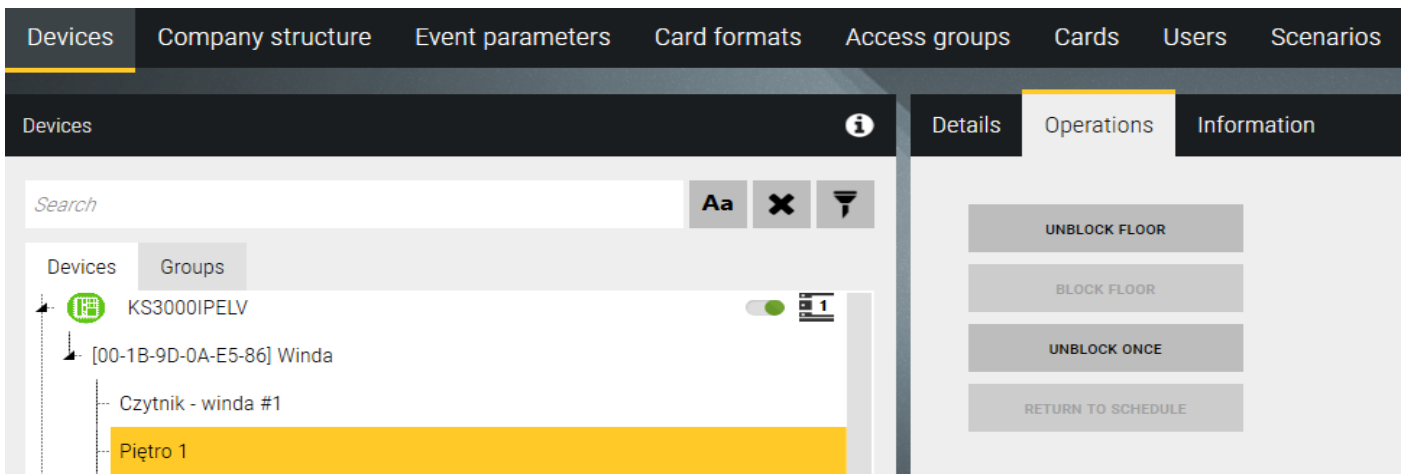 Devices Company structure Event parameters Card formats Access groups Cards Users Scenarios
Devices
Details Operations Information
Search
Aa
Devices Groups
KS3000IPELV 1
[00-1B-9D-0A-E5-86] Winda
Czytnik - winda #1
Piętro 1
UNBLOCK FLOOR
BLOCK FLOOR
UNBLOCK ONCE
RETURN TO SCHEDULE